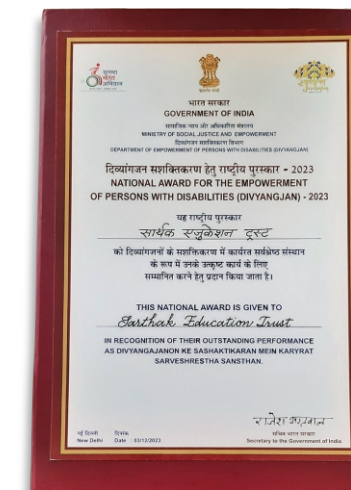 सुगम्य
भारत
अभियान
भारत सरकार
GOVERNMENT OF INDIA
सामाजिक न्याय और अधिकारिता मंत्रालय
MINISTRY OF SOCIAL JUSTICE AND EMPOWERMENT
दिव्यांगजन सशक्तिकरण विभाग
DEPARTMENT OF EMPOWERMENT OF PERSONS WITH DISABILITIES (DIVYANGJAN)
दिव्यांगजन सशक्तिकरण हेतु राष्ट्रीय पुरस्कार - 2023
NATIONAL AWARD FOR THE EMPOWERMENT
OF PERSONS WITH DISABILITIES (DIVYANGJAN) - 2023
यह राष्ट्रीय पुरस्कार
सार्थक एजुकेशन ट्रस्ट
को दिव्यांगजनों के सशक्तिकरण में कार्यरत सर्वश्रेष्ठ संस्थान
के रूप में उनके उत्कृष्ट कार्य के लिए
सम्मानित करने हेतु प्रदान किया जाता है।
THIS NATIONAL AWARD IS GIVEN TO
Sarthak Education Trust
IN RECOGNITION OF THEIR OUTSTANDING PERFORMANCE
AS DIVYANGAJANON KE SASHAKTIKARAN MEIN KARYRAT
SARVESHRESTHA SANSTHAN.
नई दिल्ली दिनांक
New Delhi Date 03/12/2023
सचिव भारत सरकार
Secretary to the Government of India